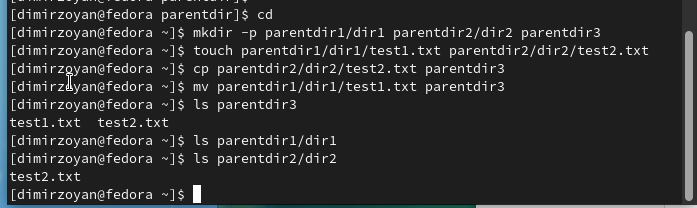 [dimirzoyan@fedora parentdir]$ cd
[dimirzoyan@fedora ~]$ mkdir -p parentdir1/dir1 parentdir2/dir2 parentdir3
[dimirzoyan@fedora ~]$ touch parentdir1/dir1/test1.txt parentdir2/dir2/test2.txt
[dimirzoyan@fedora ~]$ cp parentdir2/dir2/test2.txt parentdir3
[dimirzoyan@fedora ~]$ mv parentdir1/dir1/test1.txt parentdir3
[dimirzoyan@fedora ~]$ ls parentdir3
test1.txt  test2.txt
[dimirzoyan@fedora ~]$ ls parentdir1/dir1
[dimirzoyan@fedora ~]$ ls parentdir2/dir2
test2.txt
[dimirzoyan@fedora ~]$